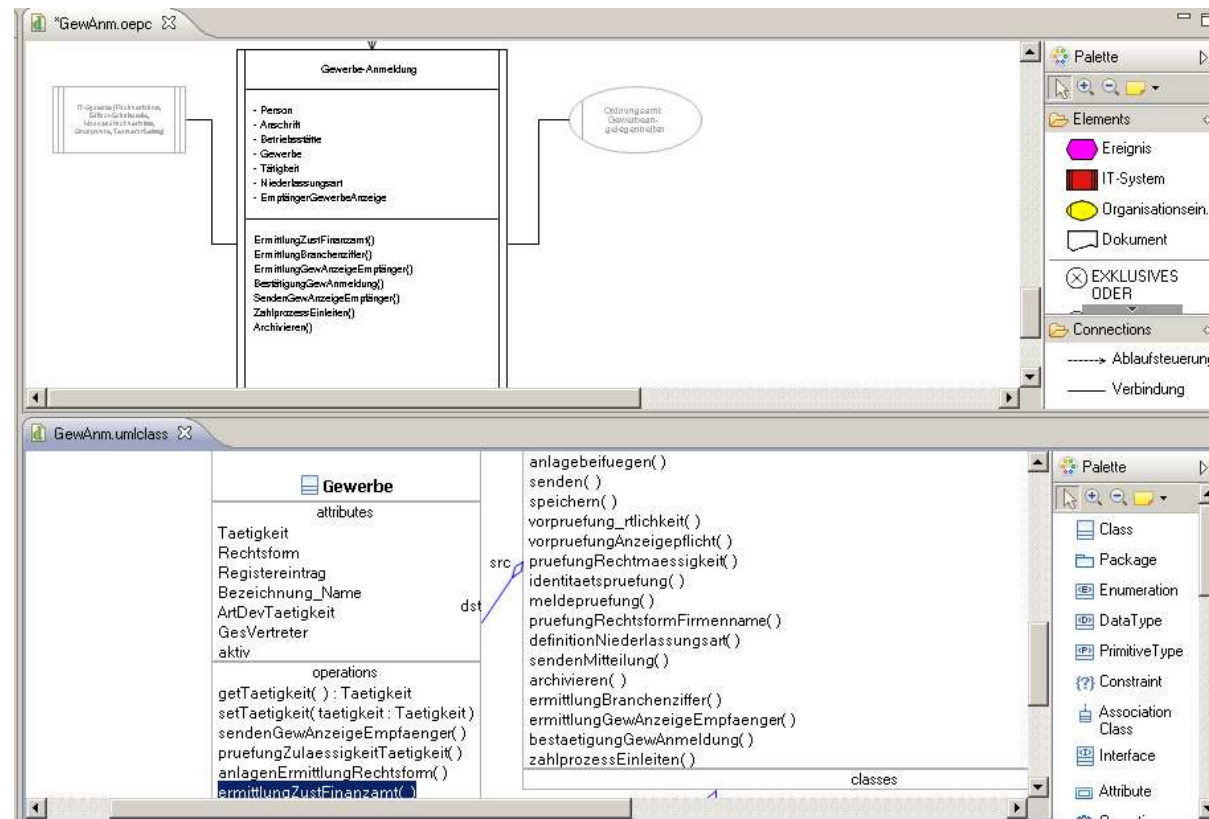 *GewAnm.oepc
Gewerbe-Anmeldung
- Person
- Anschrift
- Betriebsstätte
- Gewerbe
- Tätigkeit
- Niederlassungsart
- EmpfängerGewerbeAnzeige
ErmittlungZustFinanzamt()
ErmittlungBranchenziffer()
ErmittlungGewAnzeigeEmpfänger()
BestätigungGewAnmeldung()
SendenGewAnzeigeEmpfänger()
ZahlprozessEinleiten()
Archivieren()
Ordnungsamt
Gewerbean-
gelegenheiten
Palette
Elements
Ereignis
IT-System
Organisationsein.
Dokument
EXKLUSIVES
ODER
Connections
Ablaufsteuerung
Verbindung
GewAnm.umlclass
Gewerbe
attributes
Taetigkeit
Rechtsform
Registereintrag
Bezeichnung_Name
ArtDevTaetigkeit
GesVertreter
aktiv
operations
getTaetigkeit( ) : Taetigkeit
setTaetigkeit( taetigkeit : Taetigkeit )
sendenGewAnzeigeEmpfaenger( )
pruefungZulaessigkeitTaetigkeit( )
anlagenErmittlungRechtsform( )
ermittlungZustFinanzamt( )
src
dst
anlagebeifuegen( )
senden( )
speichern( )
vorpruefung_rtlichkeit( )
vorpruefungAnzeigepflicht( )
pruefungRechtmaessigkeit( )
identitaetspruefung( )
meldepruefung( )
pruefungRechtsformFirmenname( )
definitionNiederlassungsart( )
sendenMitteilung( )
archivieren( )
ermittlungBranchenziffer( )
ermittlungGewAnzeigeEmpfaenger( )
bestaetigungGewAnmeldung( )
zahlprozessEinleiten( )
classes
Palette
Class
Package
Enumeration
DataType
PrimitiveType
Constraint
Association
Class
Interface
Attribute